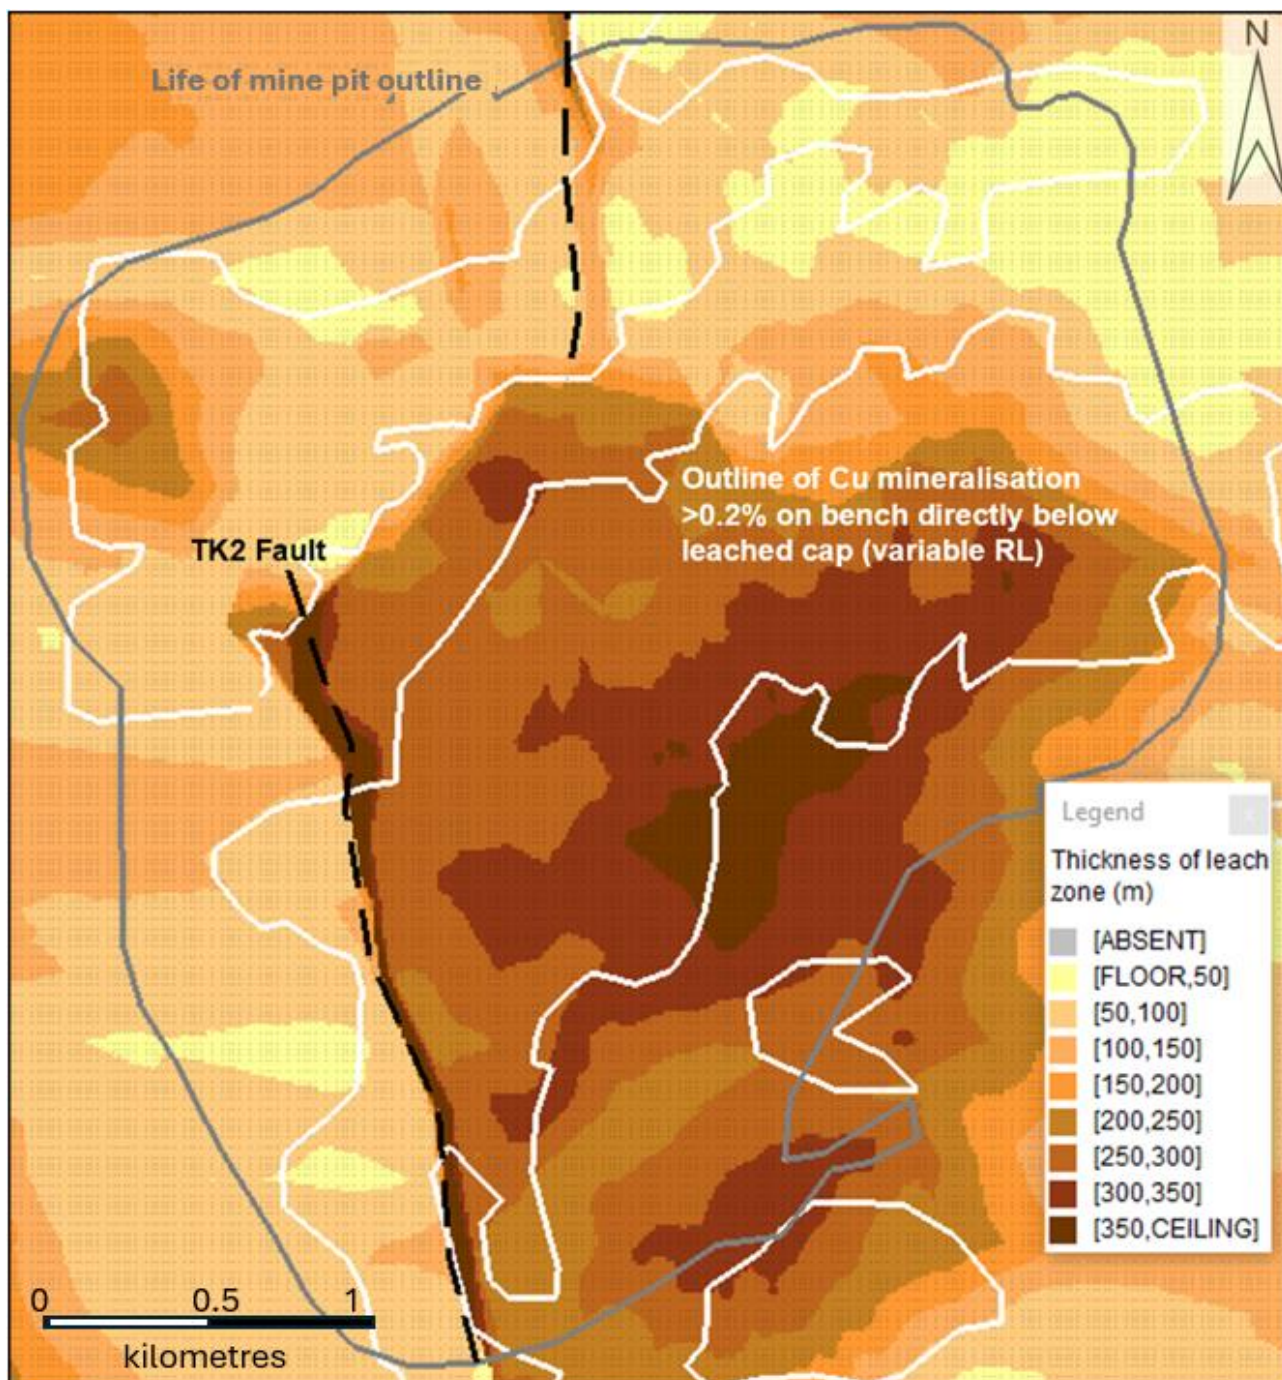 N
Life of mine pit outline
Outline of Cu mineralisation
>0.2% on bench directly below
leached cap (variable RL)
TK2 Fault
Legend
x
Thickness of leach
zone (m)
[ABSENT]
[FLOOR,50]
[50,100]
[100,150]
[150,200]
[200,250]
[250,300]
[300,350]
[350,CEILING]
0 0.5 1
kilometres